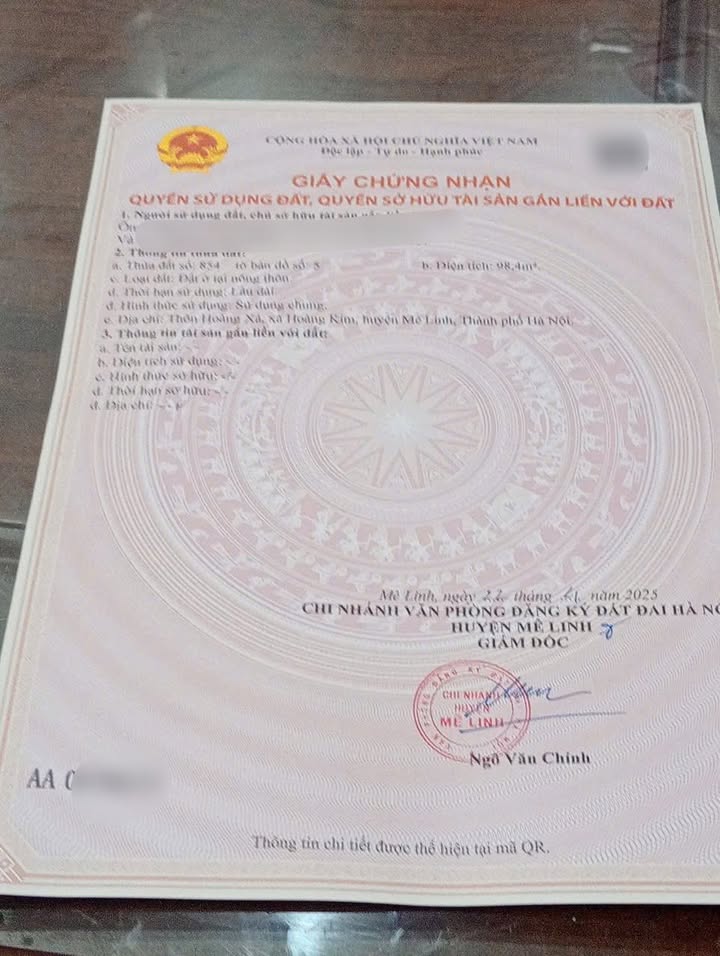 CỘNG HÒA XÃ HỘI CHỦ NGHĨA VIỆT NAM
Độc lập - Tự do - Hạnh phúc
GIẤY CHỨNG NHẬN
QUYỀN SỬ DỤNG ĐẤT, QUYỀN SỞ HỮU TÀI SẢN GẮN LIỀN VỚI ĐẤT
1. Người sử dụng đất, chủ sở hữu tài sản
Và
2. Thông tin thửa đất:
a. Thửa đất số: 854 tờ bản đồ số: 5 b. Diện tích: 98,4m².
c. Loại đất: Đất ở tại nông thôn
d. Thời hạn sử dụng: Lâu dài
đ. Hình thức sử dụng: Sử dụng chung.
e. Địa chỉ: Thôn Hoàng Xá, xã Hoàng Kim, huyện Mê Linh, Thành phố Hà Nội.
3. Thông tin tài sản gắn liền với đất:
a. Tên tài sản: -/-
b. Diện tích sử dụng: -/-
c. Hình thức sở hữu: -/-
d. Thời hạn sở hữu: -/-
đ. Địa chỉ: -/-
Mê Linh, ngày 22 tháng năm 2025
CHI NHÁNH VĂN PHÒNG ĐĂNG KÝ ĐẤT ĐAI HÀ NỘ
HUYỆN MÊ LINH
GIÁM ĐỐC
CHI NHÁNH
HUYỆN
MÊ LINH
Ngô Văn Chính
AA 0
Thông tin chi tiết được thể hiện tại mã QR.